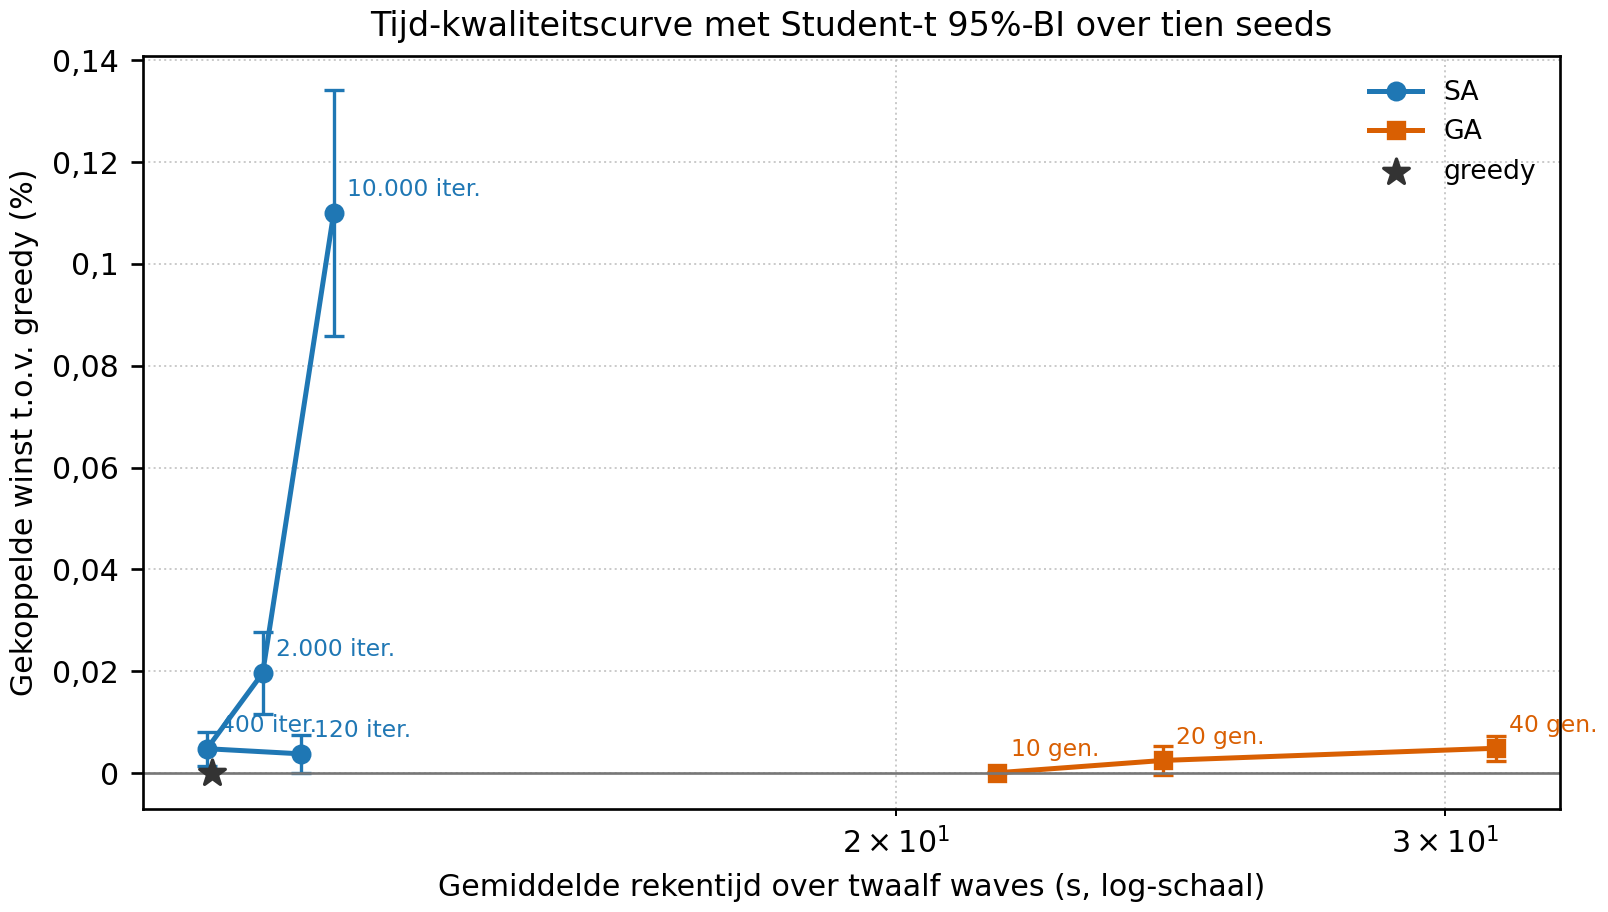 Tijd-kwaliteitscurve met Student-t 95%-BI over tien seeds
Gekoppelde winst t.o.v. greedy (%)
0,14
0,12
0,1
0,08
0,06
0,04
0,02
0
SA
GA
greedy
10.000 iter.
2.000 iter.
400 iter.
120 iter.
10 gen.
20 gen.
40 gen.
2 × 10¹
3 × 10¹
Gemiddelde rekentijd over twaalf waves (s, log-schaal)